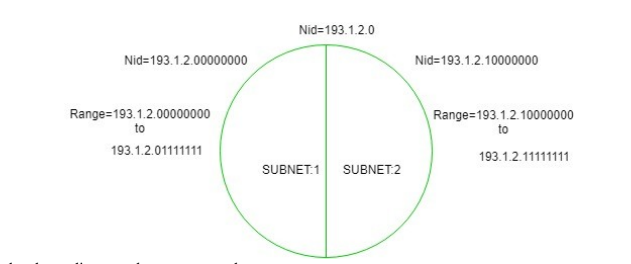 Nid=193.1.2.0
Nid=193.1.2.00000000
Nid=193.1.2.10000000
Range=193.1.2.00000000
to
193.1.2.01111111
Range=193.1.2.10000000
to
193.1.2.11111111
SUBNET:1
SUBNET:2